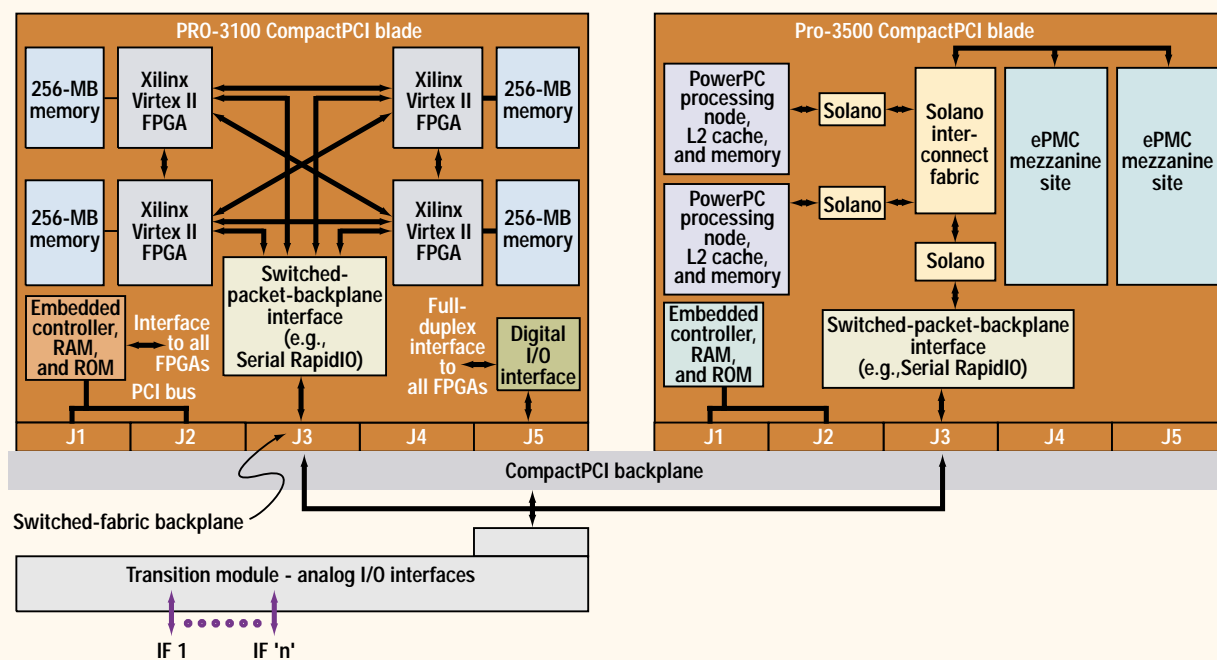 PRO-3100 CompactPCI blade
256-MB
memory
Xilinx
Virtex II
FPGA
Xilinx
Virtex II
FPGA
256-MB
memory
256-MB
memory
Xilinx
Virtex II
FPGA
Xilinx
Virtex II
FPGA
256-MB
memory
Embedded
controller,
RAM,
and ROM
Interface
to all
FPGAs
PCI bus
Switched-
packet-backplane
interface
(e.g.,
Serial RapidIO)
Full-
duplex
interface
to
all FPGAs
Digital
I/O
interface
J1
J2
J3
J4
J5
Pro-3500 CompactPCI blade
PowerPC
processing
node,
L2 cache,
and memory
Solano
Solano
inter-
connect
fabric
ePMC
mezzanine
site
ePMC
mezzanine
site
PowerPC
processing
node,
L2 cache,
and memory
Solano
Solano
Embedded
controller,
RAM,
and ROM
Switched-packet-backplane
interface
(e.g.,Serial RapidIO)
J1
J2
J3
J4
J5
CompactPCI backplane
Switched-fabric backplane
Transition module - analog I/O interfaces
IF 1
IF 'n'